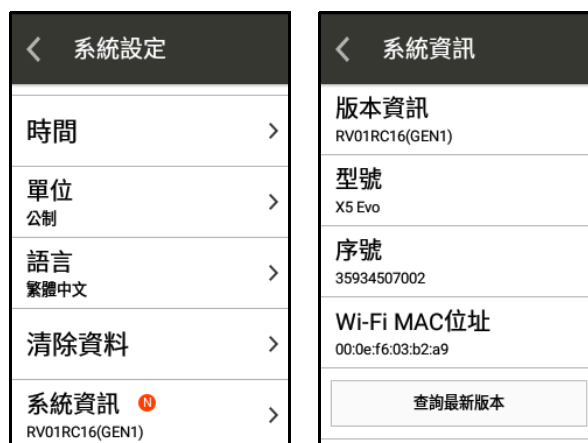 系統設定
時間
單位
公制
語言
繁體中文
清除資料
系統資訊 N
RV01RC16(GEN1)
系統資訊
版本資訊
RV01RC16(GEN1)
型號
X5 Evo
序號
35934507002
Wi-Fi MAC位址
00:0e:f6:03:b2:a9
查詢最新版本